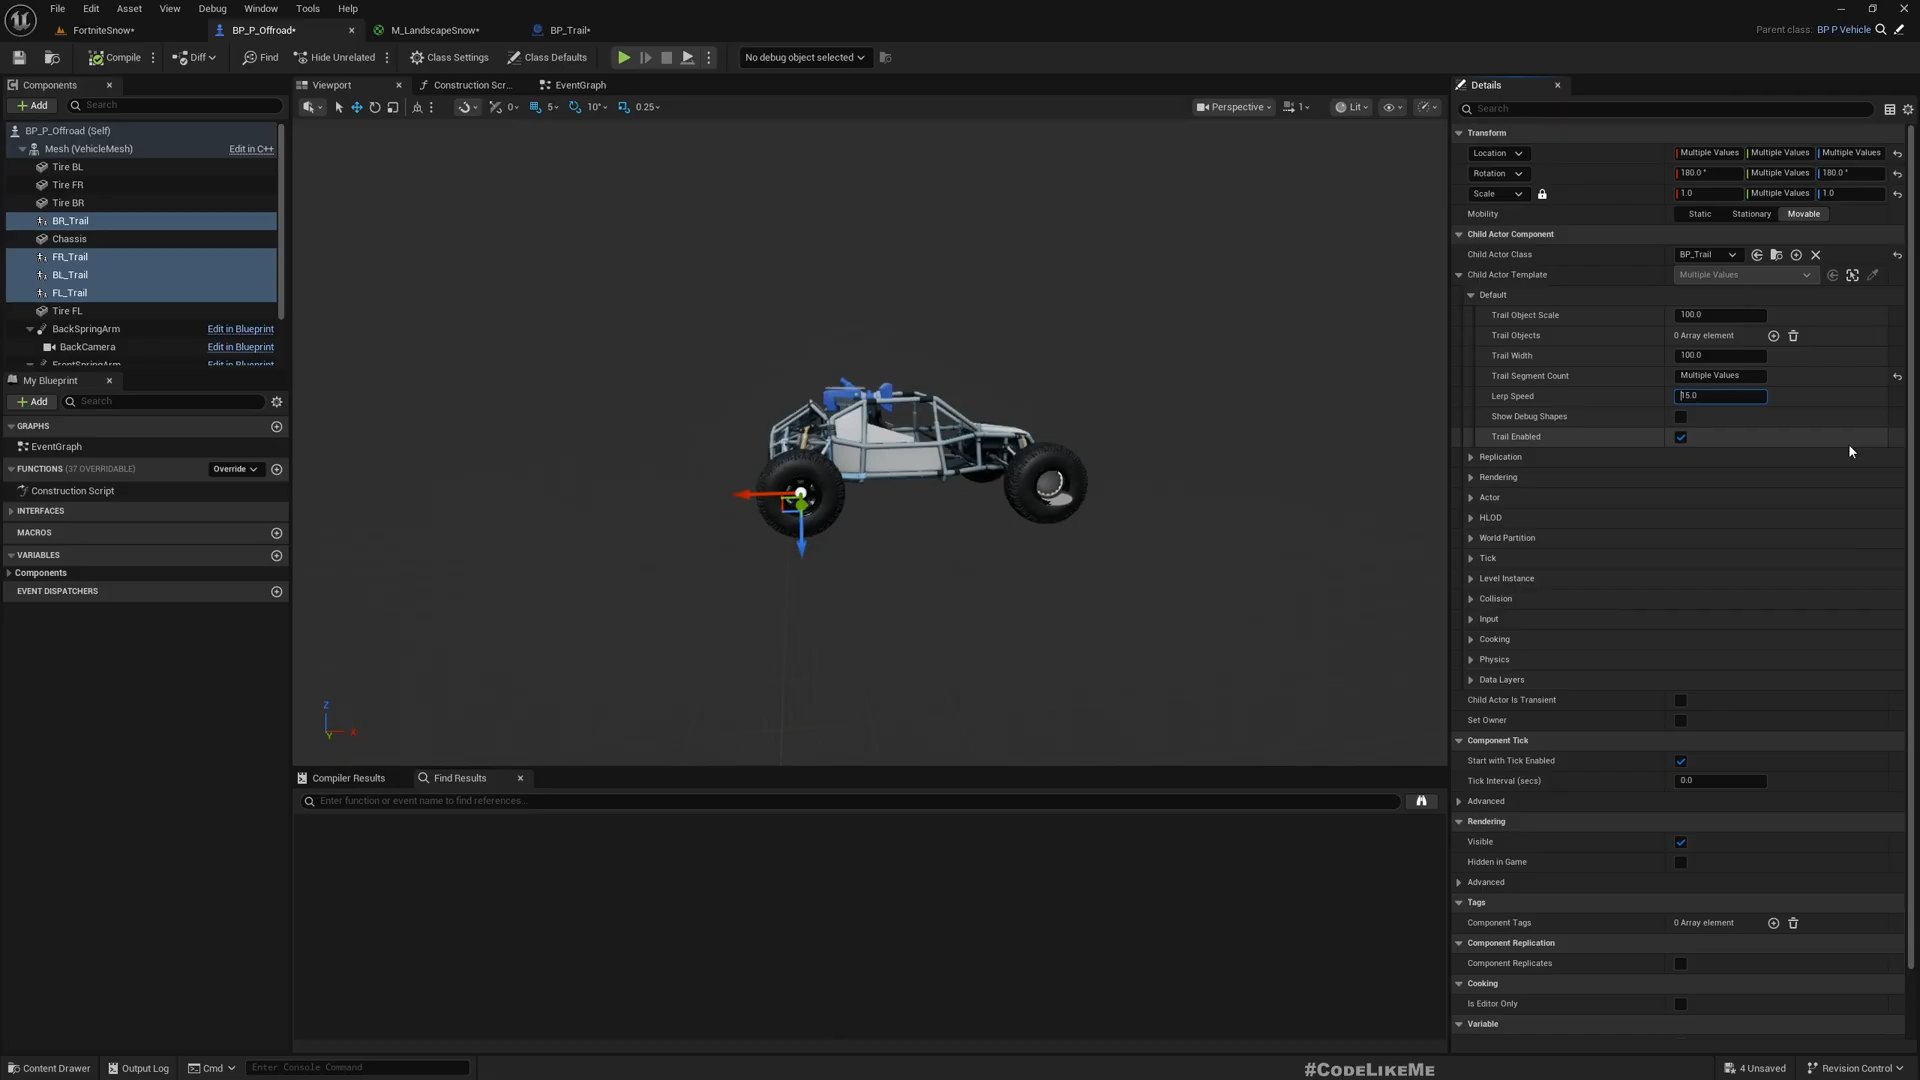 File Edit Asset View Debug Window Tools Help
FortniteSnow* BP_P_Offroad* M_LandscapeSnow* BP_Trail* Parent class: BP P Vehicle
Compile Diff Find Hide Unrelated Class Settings Class Defaults No debug object selected
Components Viewport Construction Scr... EventGraph Details
Add Search 0 5 10° 0.25 Perspective 1 Lit Search
BP_P_Offroad (Self) Transform
Mesh (VehicleMesh) Edit in C++ Location Multiple Values Multiple Values Multiple Values
Tire BL Rotation 180.0 ° Multiple Values 180.0 °
Tire FR Scale 1.0 Multiple Values 1.0
Tire BR Mobility Static Stationary Movable
BR_Trail Child Actor Component
Chassis Child Actor Class BP_Trail
FR_Trail Child Actor Template Multiple Values
BL_Trail Default
FL_Trail Trail Object Scale 100.0
Tire FL Trail Objects 0 Array element
BackSpringArm Edit in Blueprint Trail Width 100.0
BackCamera Edit in Blueprint Trail Segment Count Multiple Values
FrontSpringArm Edit in Blueprint Lerp Speed 15.0
My Blueprint Show Debug Shapes
Add Search Trail Enabled
GRAPHS Replication
EventGraph Rendering
FUNCTIONS (37 OVERRIDABLE) Override Actor
Construction Script HLOD
INTERFACES World Partition
MACROS Tick
VARIABLES Level Instance
Components Collision
EVENT DISPATCHERS Input
Cooking
Physics
Data Layers
Child Actor Is Transient
Set Owner
Z X Y
Component Tick
Start with Tick Enabled
Compiler Results Find Results Tick Interval (secs) 0.0
Enter function or event name to find references... Advanced
Rendering
Visible
Hidden in Game
Advanced
Tags
Component Tags 0 Array element
Component Replication
Component Replicates
Cooking
Is Editor Only
Variable
Content Drawer Output Log Cmd Enter Console Command #CODELIKEME 4 Unsaved Revision Control